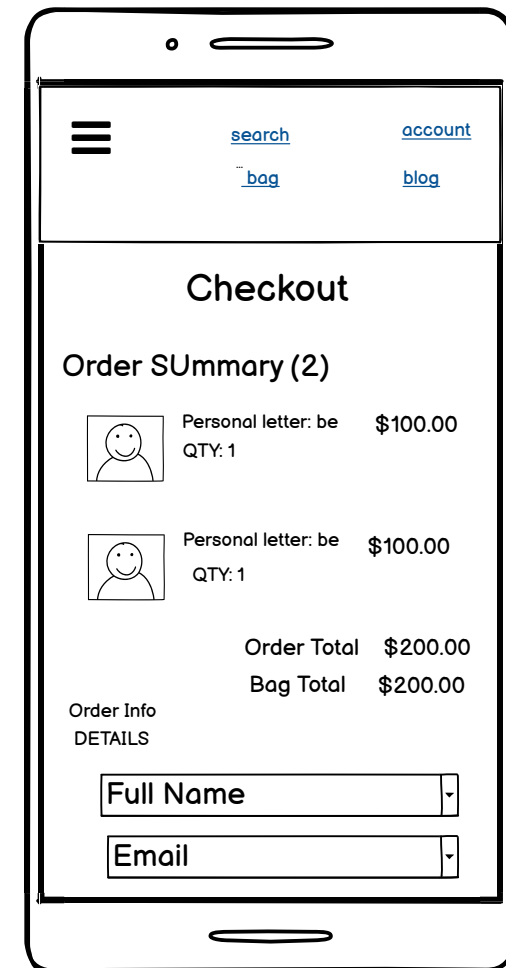 search account
bag blog
Checkout
Order SUmmary (2)
Personal letter: be $100.00
QTY: 1
Personal letter: be $100.00
QTY: 1
Order Total $200.00
Bag Total $200.00
Order Info
DETAILS
Full Name
Email